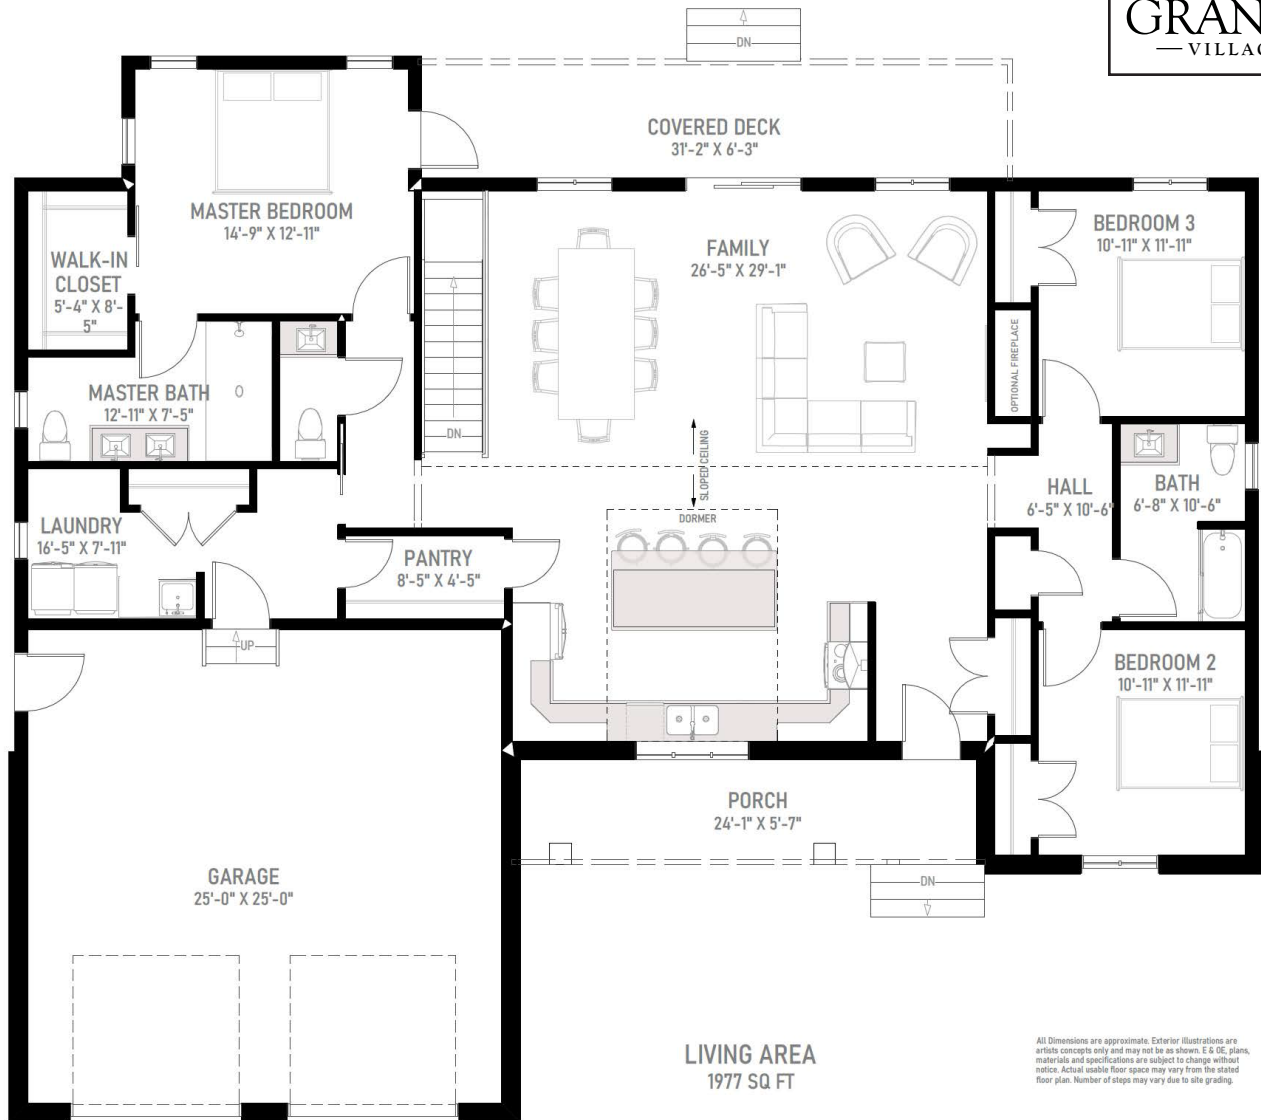 GRAN
VILLAG
DN
COVERED DECK
31'-2" X 6'-3"
MASTER BEDROOM
14'-9" X 12'-11"
WALK-IN
CLOSET
5'-4" X 8'-
5"
FAMILY
26'-5" X 29'-1"
BEDROOM 3
10'-11" X 11'-11"
OPTIONAL FIREPLACE
MASTER BATH
12'-11" X 7'-5"
DN
SLOPED CEILING
DORMER
HALL
6'-5" X 10'-6"
BATH
6'-8" X 10'-6"
LAUNDRY
16'-5" X 7'-11"
PANTRY
8'-5" X 4'-5"
UP
BEDROOM 2
10'-11" X 11'-11"
PORCH
24'-1" X 5'-7"
DN
GARAGE
25'-0" X 25'-0"
LIVING AREA
1977 SQ FT
All Dimensions are approximate. Exterior illustrations are
artists concepts only and may not be as shown. E & OE, plans,
materials and specifications are subject to change without
notice. Actual usable floor space may vary from the stated
floor plan. Number of steps may vary due to site grading.